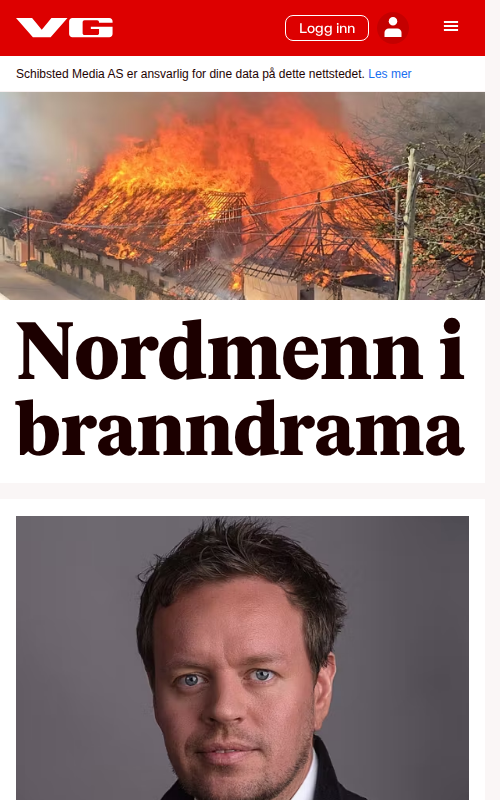 VG
Logg inn
Schibsted Media AS er ansvarlig for dine data på dette nettstedet. Les mer
Nordmenn i
branndrama